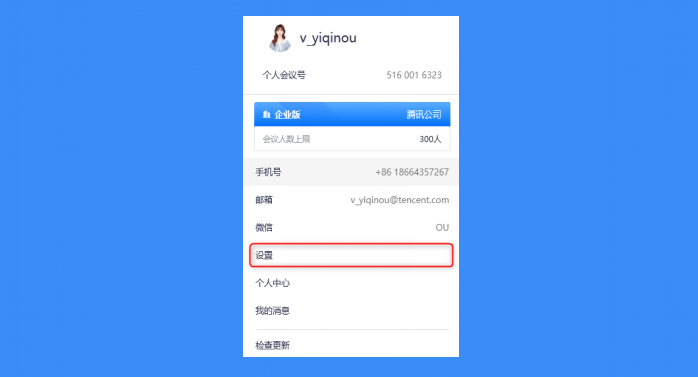 v_yiqinou
个人会议号 516 001 6323
企业版 腾讯公司
会议人数上限 300人
手机号 +86 18664357267
邮箱 v_yiqinou@tencent.com
微信 OU
设置
个人中心
我的消息
检查更新